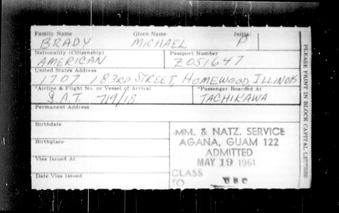 Family Name Given Name Initial
BRADY MICHAEL P
Nationality (Citizenship) Passport Number
AMERICAN Z051647
United States Address
1707 183RD STREET, HOMEWOOD ILLINOIS
*Airline & Flight No. or Vessel of Arrival *Passenger Boarded At
S.A.T. 719/18 TACHIKAWA
Permanent Address
Birthdate
Birthplace
Visa Issued At
Date Visa Issued
IMM. & NATZ. SERVICE
AGANA, GUAM 122
ADMITTED
MAY 19 1961
CLASS
TO
PLEASE PRINT IN BLOCK CAPITAL LETTERS